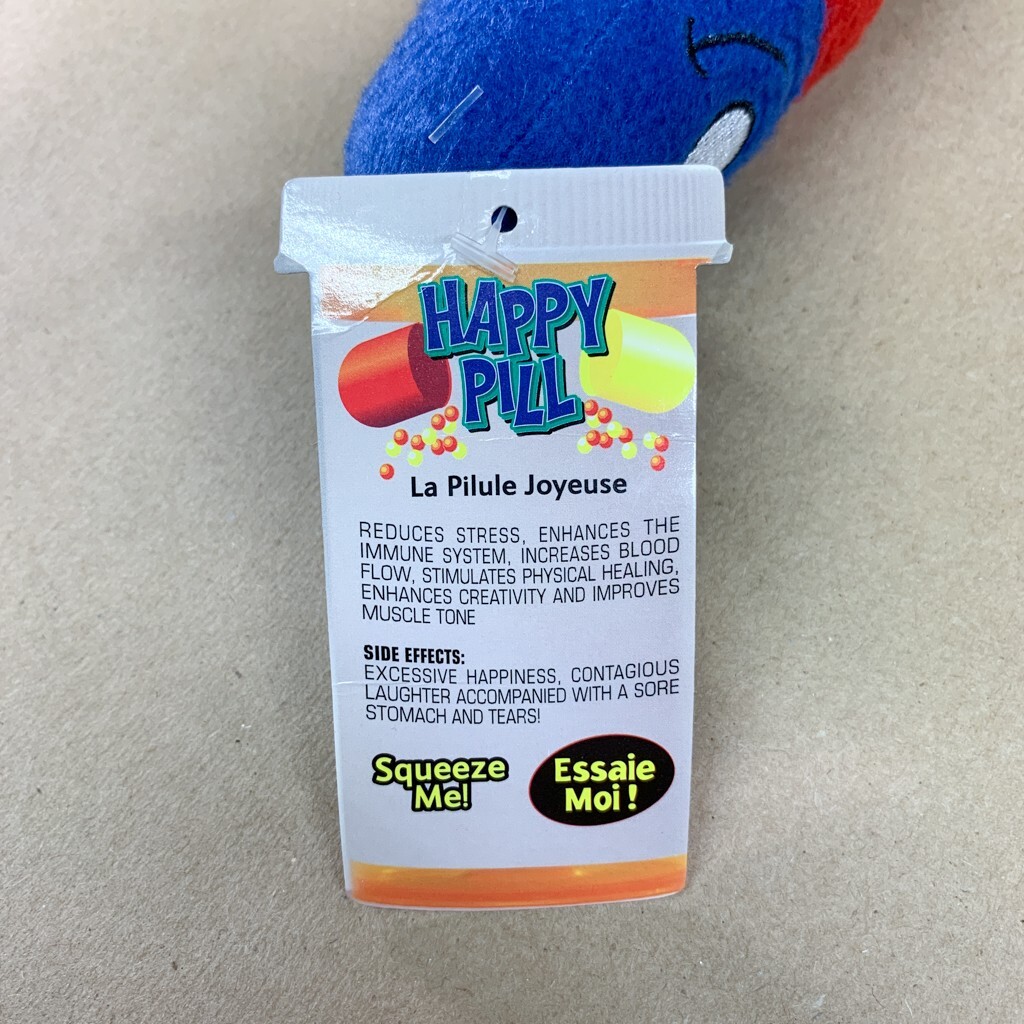 HAPPY
PILL
La Pilule Joyeuse
REDUCES STRESS, ENHANCES THE
IMMUNE SYSTEM, INCREASES BLOOD
FLOW, STIMULATES PHYSICAL HEALING,
ENHANCES CREATIVITY AND IMPROVES
MUSCLE TONE
SIDE EFFECTS:
EXCESSIVE HAPPINESS, CONTAGIOUS
LAUGHTER ACCOMPANIED WITH A SORE
STOMACH AND TEARS!
Squeeze
Me!
Essaie
Moi !